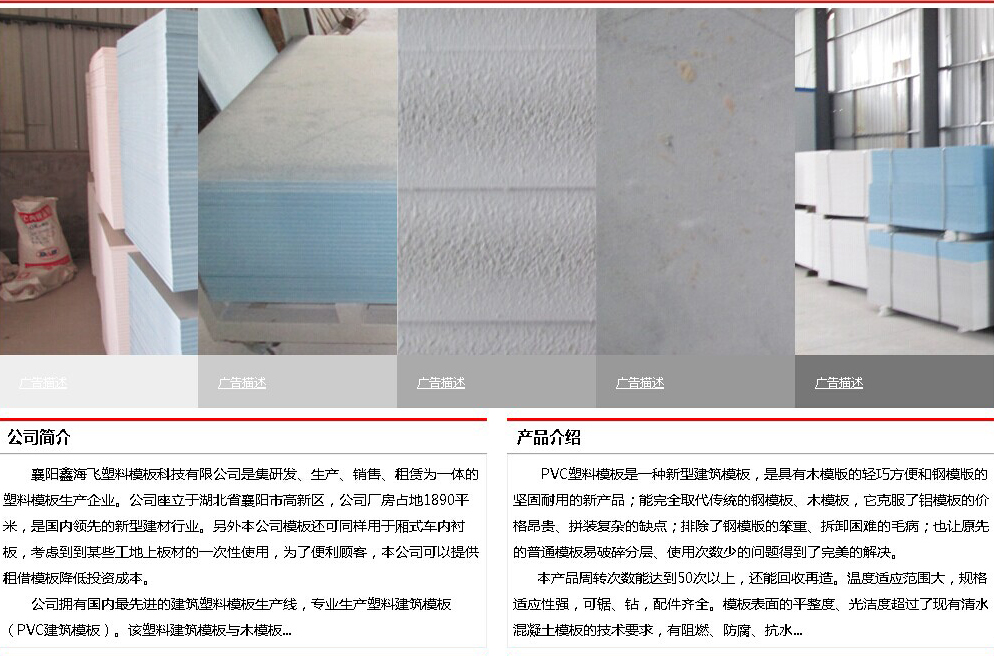 广告描述
广告描述
广告描述
广告描述
广告描述
公司简介
襄阳鑫海飞塑料模板科技有限公司是集研发、生产、销售、租赁为一体的
塑料模板生产企业。公司座立于湖北省襄阳市高新区，公司厂房占地1890平
米，是国内领先的新型建材行业。另外本公司模板还可同样用于厢式车内衬
板，考虑到到某些工地上板材的一次性使用，为了便利顾客，本公司可以提供
租借模板降低投资成本。
公司拥有国内最先进的建筑塑料模板生产线，专业生产塑料建筑模板
（PVC建筑模板）。该塑料建筑模板与木模板...
产品介绍
PVC塑料模板是一种新型建筑模板，是具有木模版的轻巧方便和钢模版的
坚固耐用的新产品；能完全取代传统的钢模板、木模板，它克服了铝模板的价
格昂贵、拼装复杂的缺点；排除了钢模版的笨重、拆卸困难的毛病；也让原先
的普通模板易破碎分层、使用次数少的问题得到了完美的解决。
本产品周转次数能达到50次以上，还能回收再造。温度适应范围大，规格
适应性强，可锯、钻，配件齐全。模板表面的平整度、光洁度超过了现有清水
混凝土模板的技术要求，有阻燃、防腐、抗水...